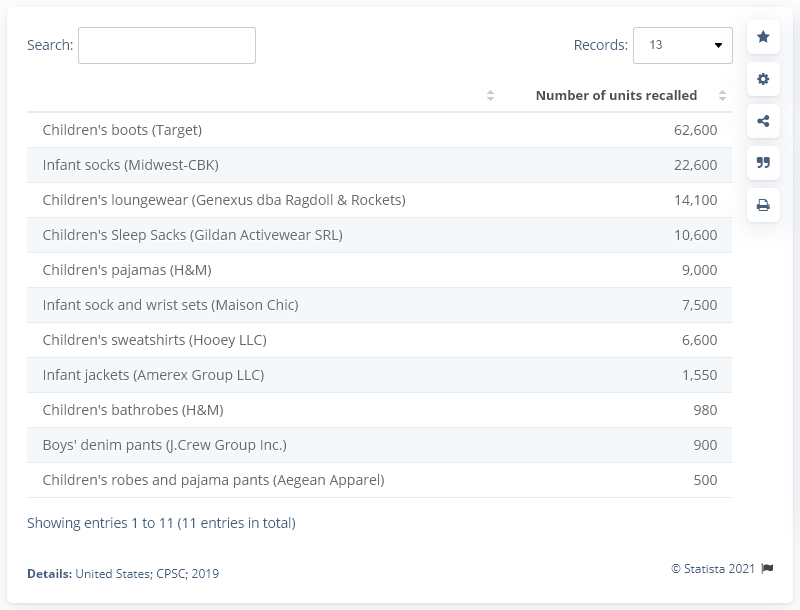 Search:
Records: 13
Number of units recalled
Children's boots (Target) 62,600
Infant socks (Midwest-CBK) 22,600
Children's loungewear (Genexus dba Ragdoll & Rockets) 14,100
Children's Sleep Sacks (Gildan Activewear SRL) 10,600
Children's pajamas (H&M) 9,000
Infant sock and wrist sets (Maison Chic) 7,500
Children's sweatshirts (Hooey LLC) 6,600
Infant jackets (Amerex Group LLC) 1,550
Children's bathrobes (H&M) 980
Boys' denim pants (J.Crew Group Inc.) 900
Children's robes and pajama pants (Aegean Apparel) 500
Showing entries 1 to 11 (11 entries in total)
© Statista 2021
Details: United States; CPSC; 2019